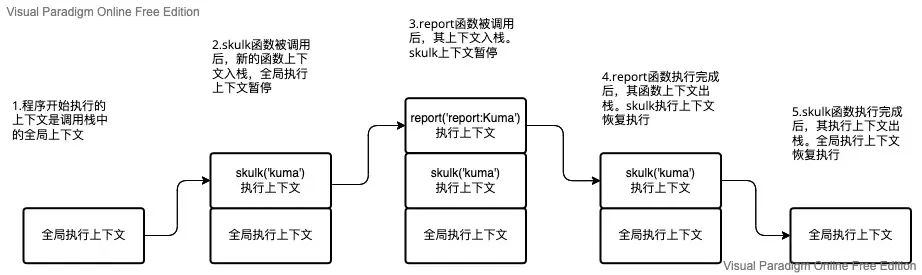 Visual Paradigm Online Free Edition
1.程序开始执行的
上下文是调用栈中
的全局上下文
全局执行上下文
2.skulk函数被调用
后，新的函数上下
文入栈，全局执行
上下文暂停
skulk('kuma')
执行上下文
全局执行上下文
3.report函数被调用
后，其上下文入栈。
skulk上下文暂停
report('report:Kuma')
执行上下文
skulk('kuma')
执行上下文
全局执行上下文
4.report函数执行完成
后，其函数上下文出
栈。skulk执行上下文
恢复执行
skulk('kuma')
执行上下文
全局执行上下文
5.skulk函数执行完成
后，其执行上下文出
栈。全局执行上下文
恢复执行
全局执行上下文
Visual Paradigm Online Free Edition